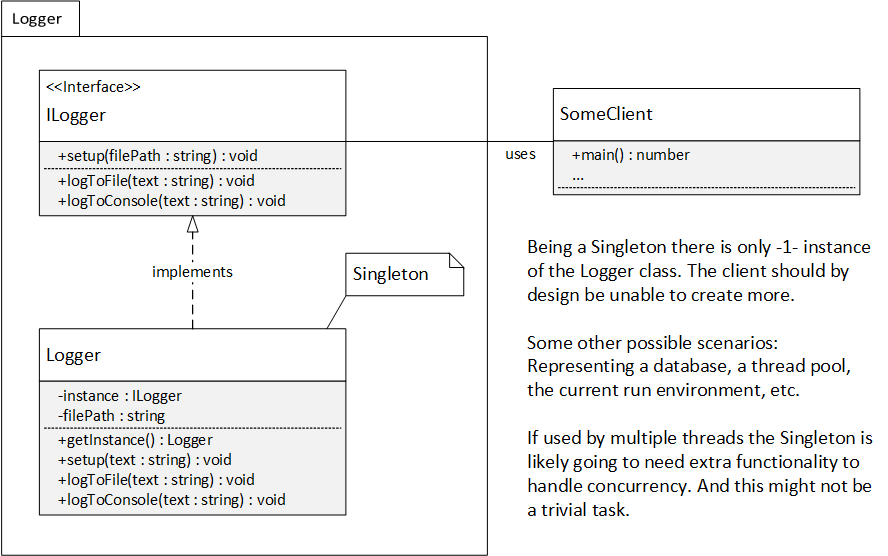 Logger
<<Interface>>
ILogger
+setup(filePath : string) : void
+logToFile(text : string) : void
+logToConsole(text : string) : void
implements
Singleton
Logger
-instance : ILogger
-filePath : string
+getInstance() : Logger
+setup(text : string) : void
+logToFile(text : string) : void
+logToConsole(text : string) : void
uses
SomeClient
+main() : number
...
Being a Singleton there is only -1- instance
of the Logger class. The client should by
design be unable to create more.
Some other possible scenarios:
Representing a database, a thread pool,
the current run environment, etc.
If used by multiple threads the Singleton is
likely going to need extra functionality to
handle concurrency. And this might not be
a trivial task.